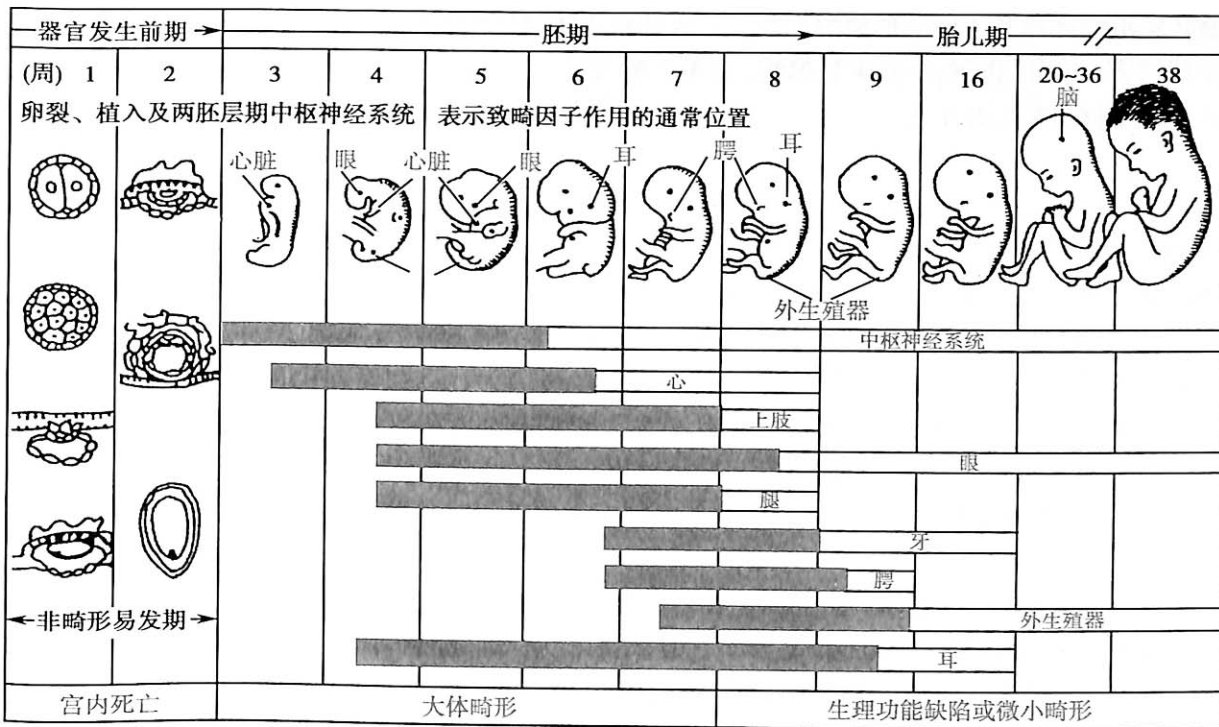 器官发生前期 胚期 胎儿期
(周) 1 2 3 4 5 6 7 8 9 16 20~36 38
卵裂、植入及两胚层期中枢神经系统 表示致畸因子作用的通常位置
脑
心脏 眼 心脏 眼 耳 腭 耳
外生殖器
中枢神经系统
心
上肢
眼
腿
牙
腭
外生殖器
耳
非畸形易发期
宫内死亡 大体畸形 生理功能缺陷或微小畸形